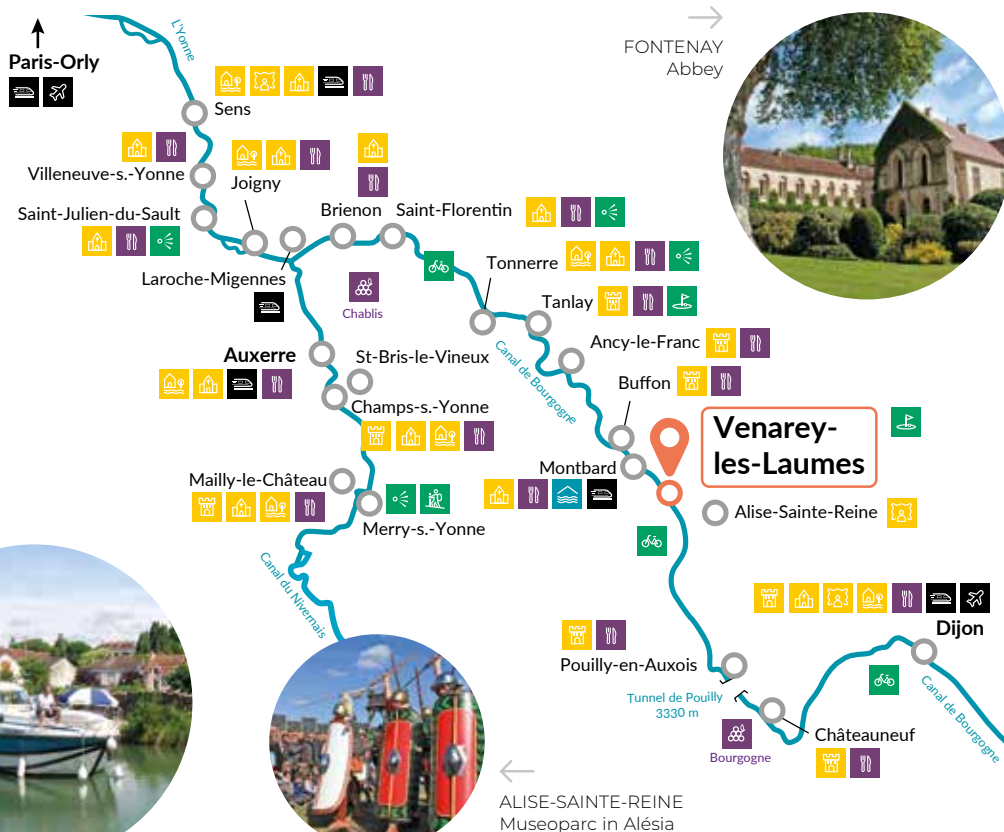 L'Yonne
Paris-Orly
FONTENAY
Abbey
Sens
Villeneuve-s.-Yonne
Joigny
Saint-Julien-du-Sault
Brienon
Saint-Florentin
Laroche-Migennes
Tonnerre
Chablis
Tanlay
Auxerre
St-Bris-le-Vineux
Canal de Bourgogne
Ancy-le-Franc
Buffon
Champs-s.-Yonne
Venarey-
les-Laumes
Montbard
Mailly-le-Château
Alise-Sainte-Reine
Merry-s.-Yonne
Canal du Nivernais
Dijon
Pouilly-en-Auxois
Tunnel de Pouilly
3330 m
Canal de Bourgogne
Bourgogne
Châteauneuf
ALISE-SAINTE-REINE
Museoparc in Alésia